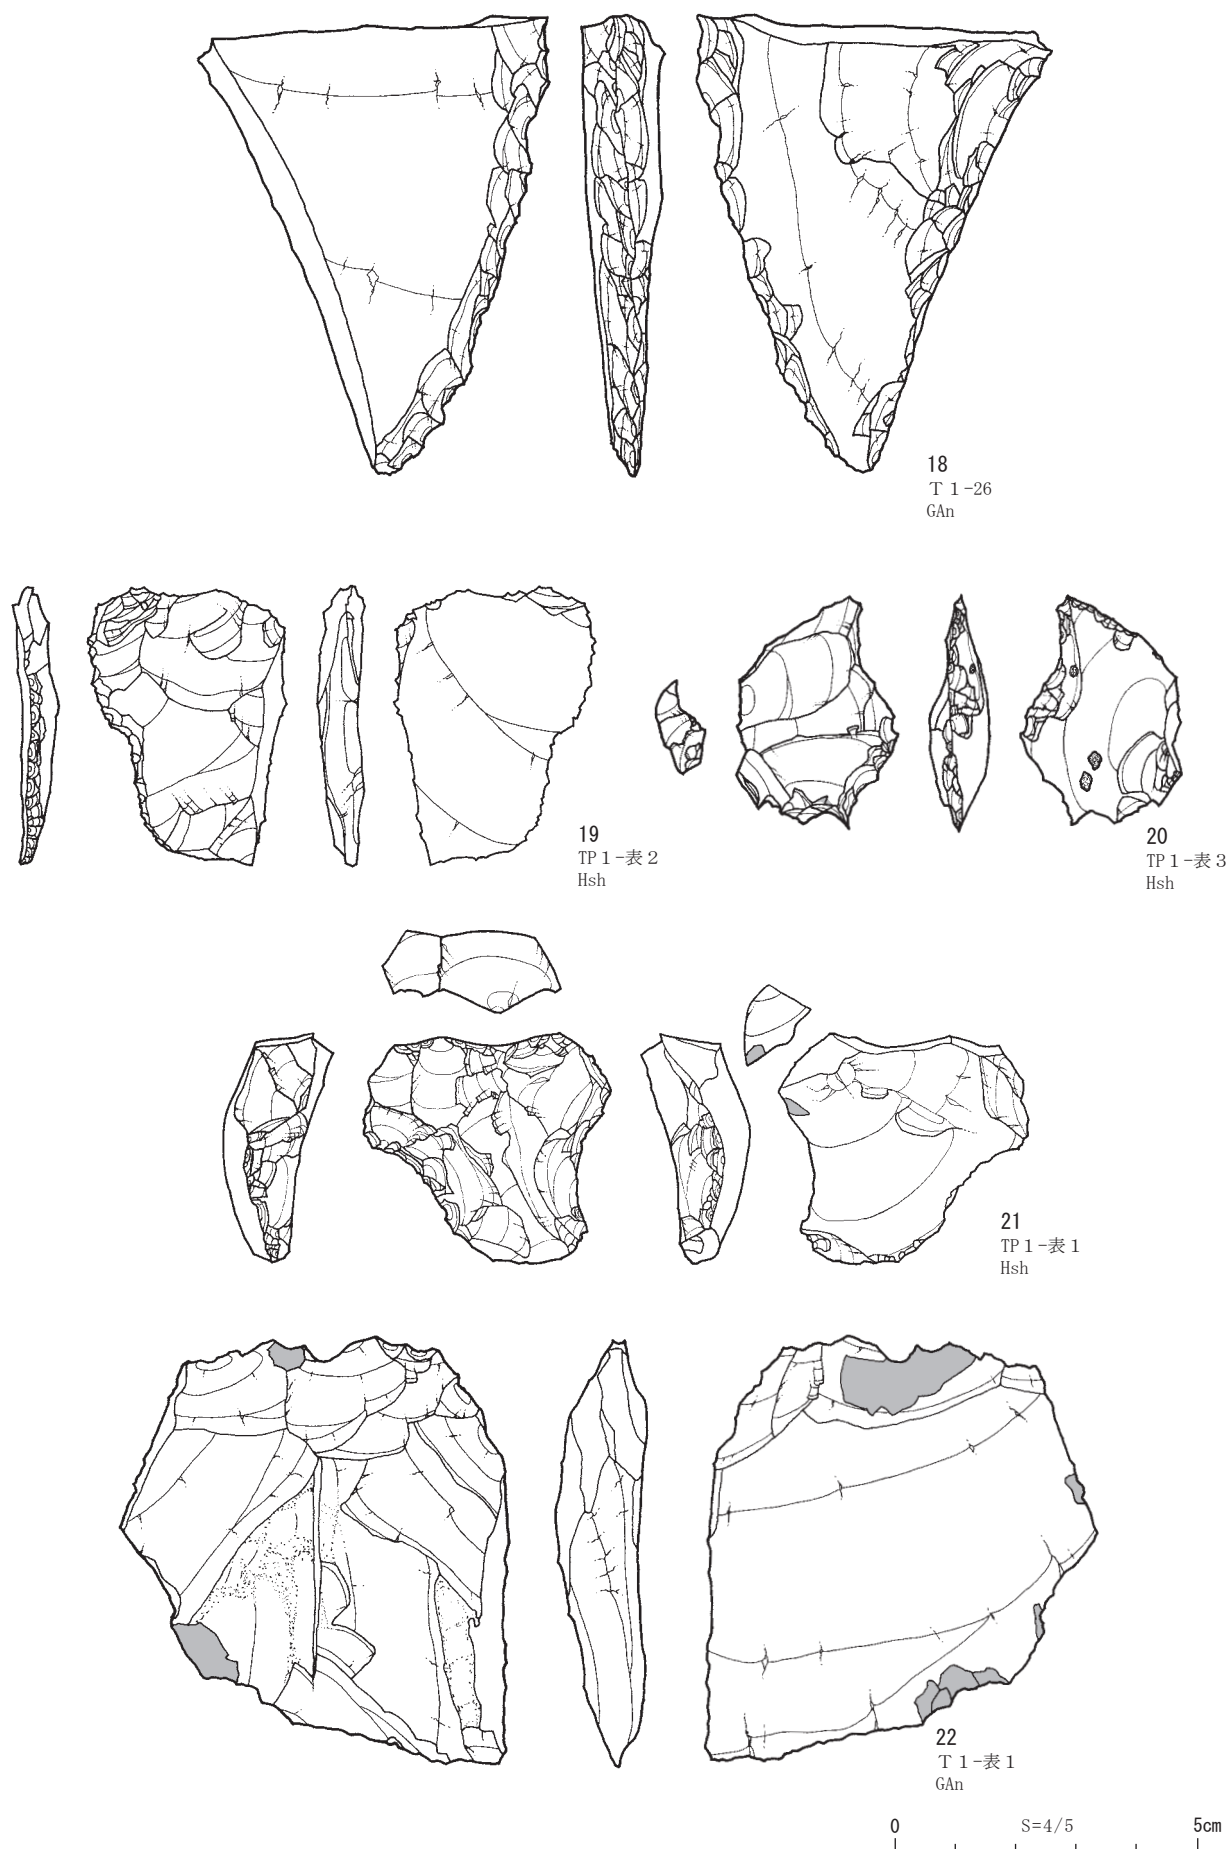 18
T 1-26
GAn
19
TP 1-表 2
Hsh
20
TP 1-表 3
Hsh
21
TP 1-表 1
Hsh
22
T 1-表 1
GAn
0 S=4/5 5cm